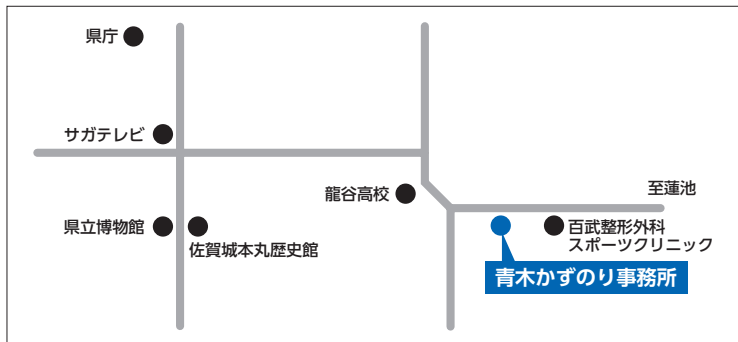 県庁
サガテレビ
龍谷高校
至蓮池
県立博物館
佐賀城本丸歴史館
百武整形外科
スポーツクリニック
青木かずのり事務所